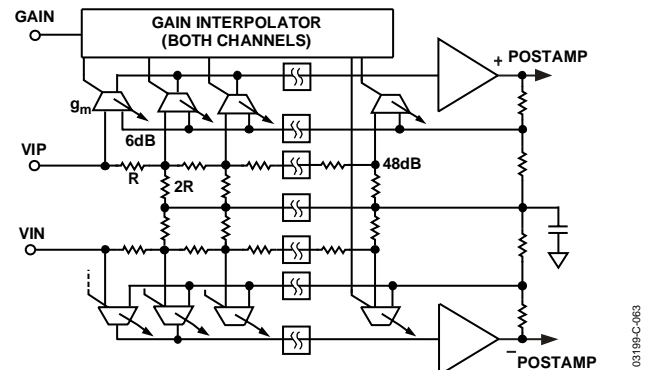 GAIN
GAIN INTERPOLATOR
(BOTH CHANNELS)
+ POSTAMP
gm
6dB
VIP
48dB
R
2R
VIN
– POSTAMP
03199-C-063